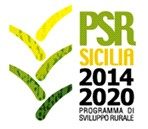 PSR
SICILIA
2014
2020
PROGRAMMA DI
SVILUPPO RURALE